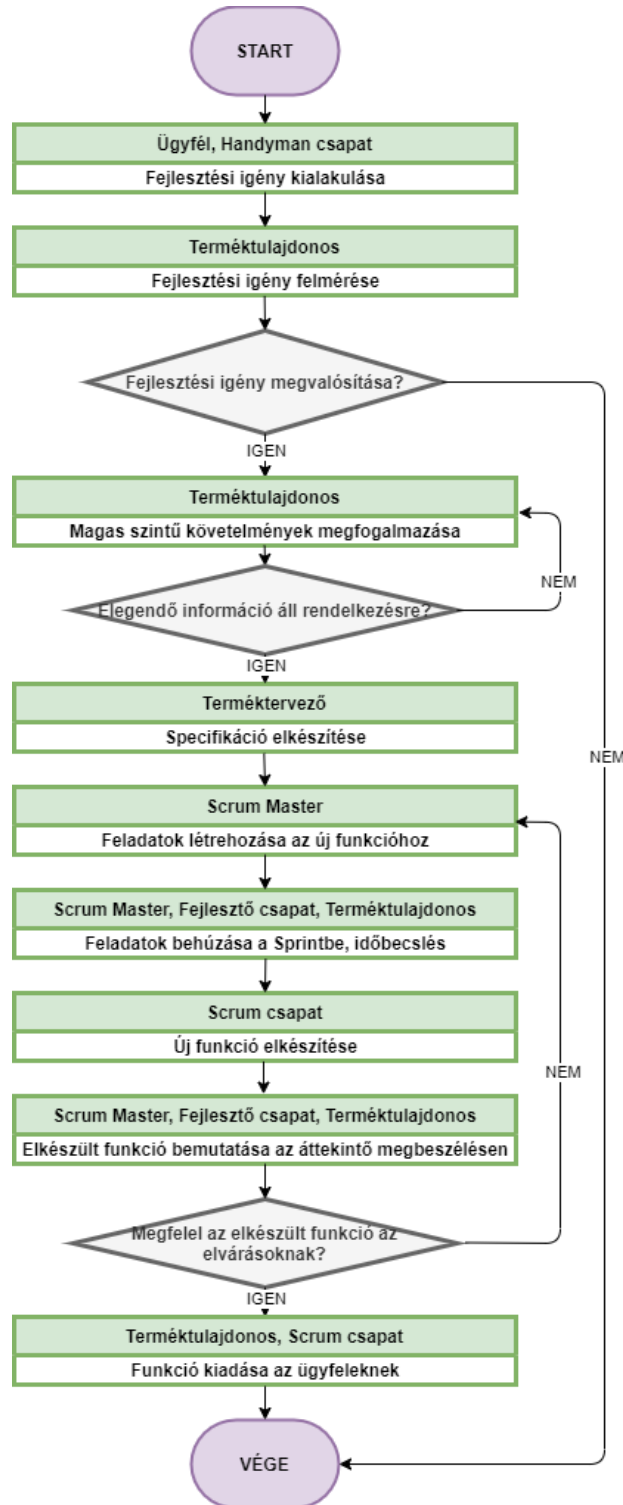 START
Ügyfél, Handyman csapat
Fejlesztési igény kialakulása
Terméktulajdonos
Fejlesztési igény felmérése
Fejlesztési igény megvalósítása?
IGEN
Terméktulajdonos
Magas szintű követelmények megfogalmazása
NEM
Elegendő információ áll rendelkezésre?
IGEN
Terméktervező
Specifikáció elkészítése
NEM
Scrum Master
Feladatok létrehozása az új funkcióhoz
Scrum Master, Fejlesztő csapat, Terméktulajdonos
Feladatok behúzása a Sprintbe, időbecslés
Scrum csapat
Új funkció elkészítése
NEM
Scrum Master, Fejlesztő csapat, Terméktulajdonos
Elkészült funkció bemutatása az áttekintő megbeszélésen
Megfelel az elkészült funkció az
elvárásoknak?
IGEN
Terméktulajdonos, Scrum csapat
Funkció kiadása az ügyfeleknek
VÉGE